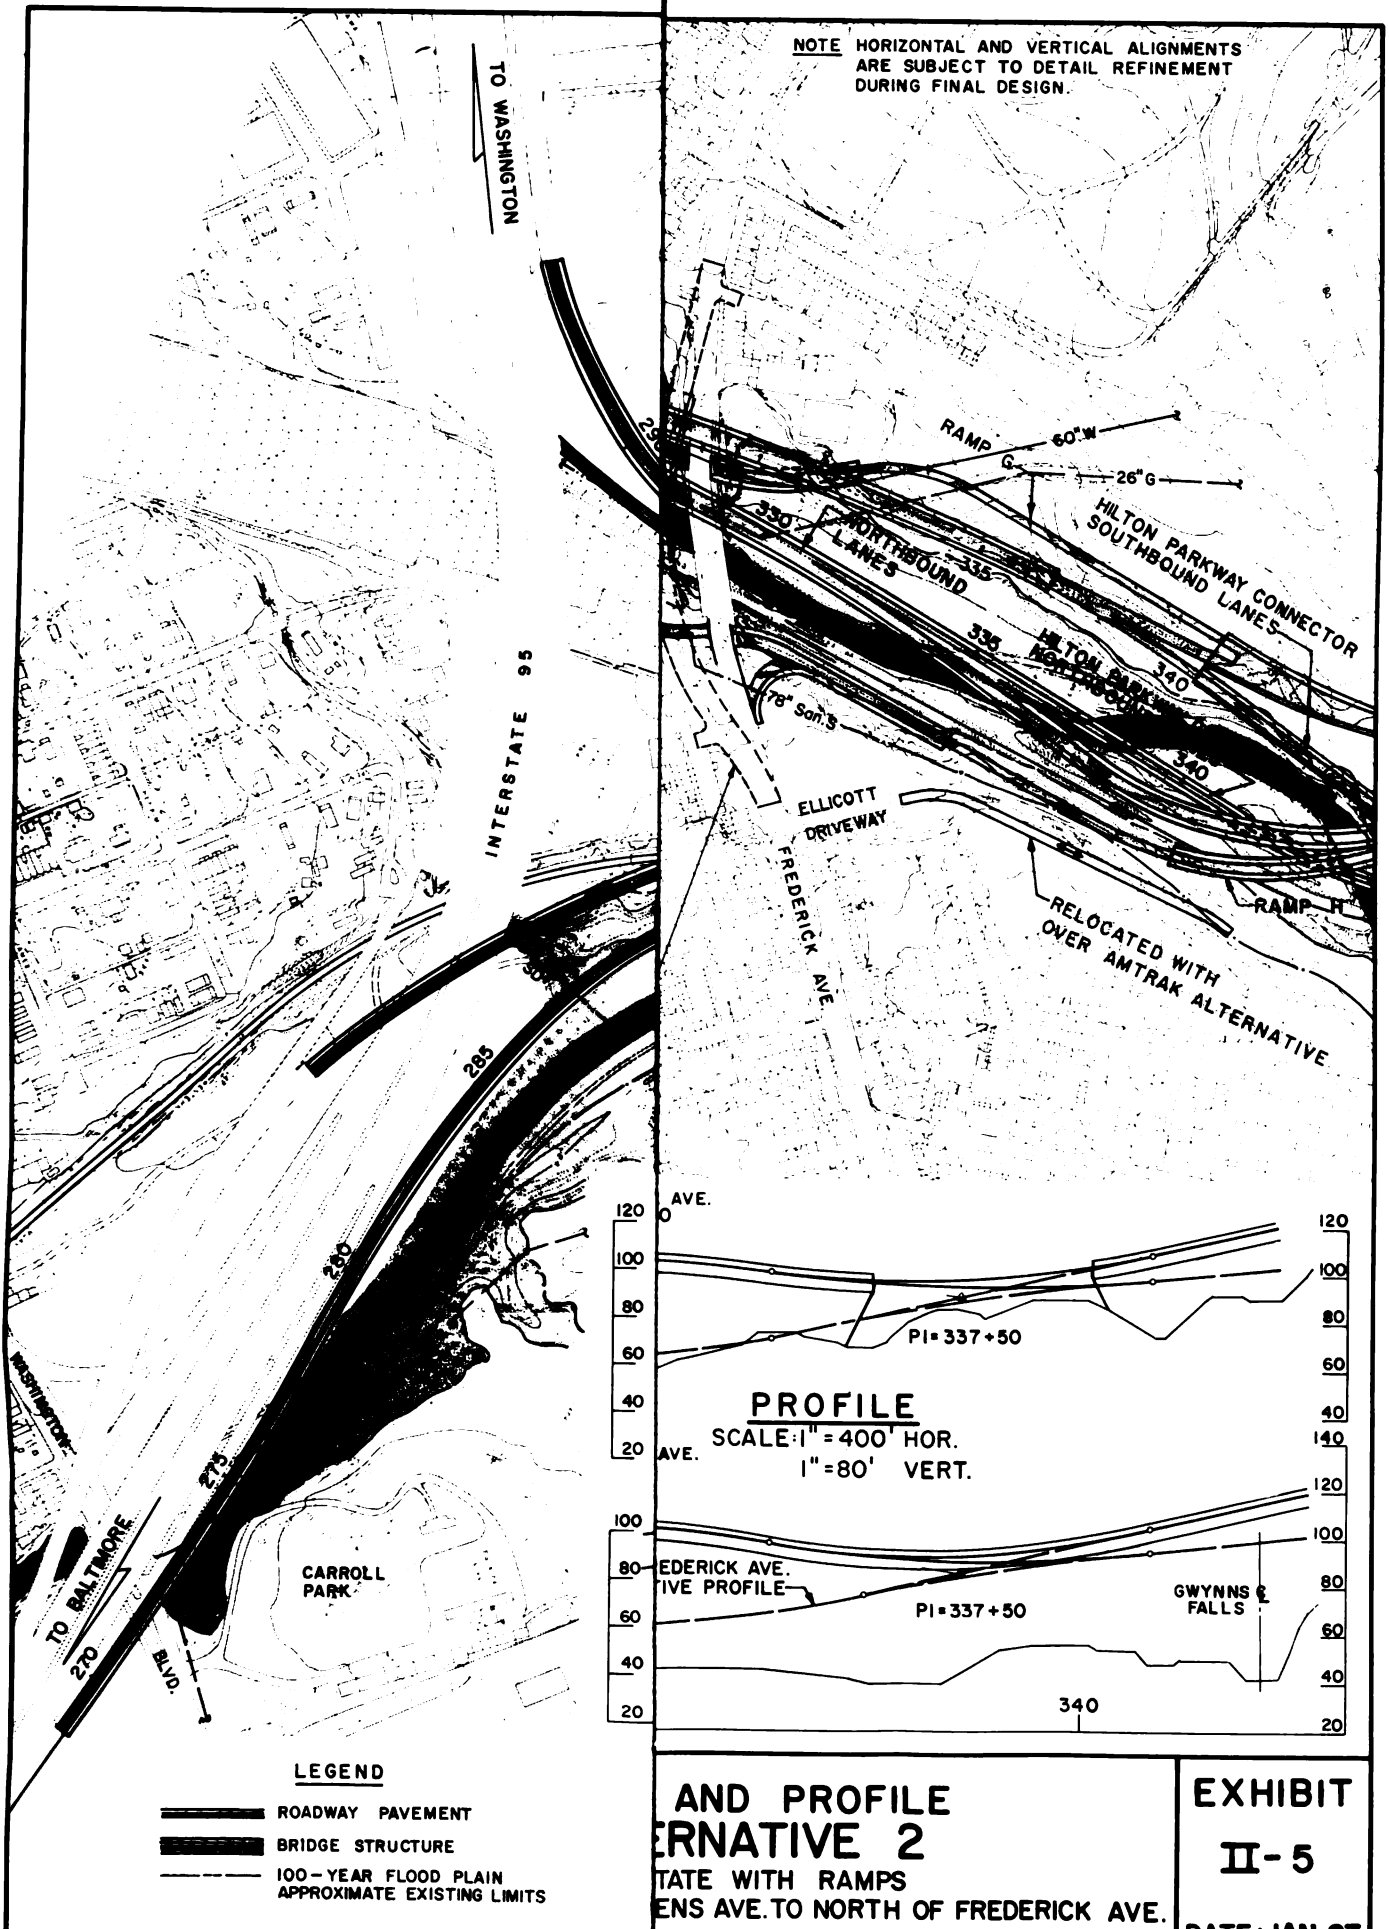 NOTE HORIZONTAL AND VERTICAL ALIGNMENTS
ARE SUBJECT TO DETAIL REFINEMENT
DURING FINAL DESIGN.
TO WASHINGTON
RAMP G
60" W
26" G
HILTON PARKWAY CONNECTOR
SOUTHBOUND LANES
330
NORTHBOUND
LANES
335
335
HILTON PARKWAY
340
340
78" San. S
INTERSTATE 95
ELLICOTT
DRIVEWAY
FREDERICK AVE.
RAMP H
RELOCATED WITH
OVER AMTRAK ALTERNATIVE
285
280
275
270
WASHINGTON
BLVD.
TO BALTIMORE
CARROLL
PARK
AVE.
120
100
80
60
40
20
120
100
80
60
40
PI=337+50
PROFILE
SCALE: 1" = 400' HOR.
1" = 80' VERT.
AVE.
100
80
60
40
20
140
120
100
80
60
40
20
EDERICK AVE.
IVE PROFILE
PI=337+50
GWYNNS ℄
FALLS
340
LEGEND
ROADWAY PAVEMENT
BRIDGE STRUCTURE
100-YEAR FLOOD PLAIN
APPROXIMATE EXISTING LIMITS
AND PROFILE
ERNATIVE 2
TATE WITH RAMPS
ENS AVE. TO NORTH OF FREDERICK AVE.
EXHIBIT
II-5